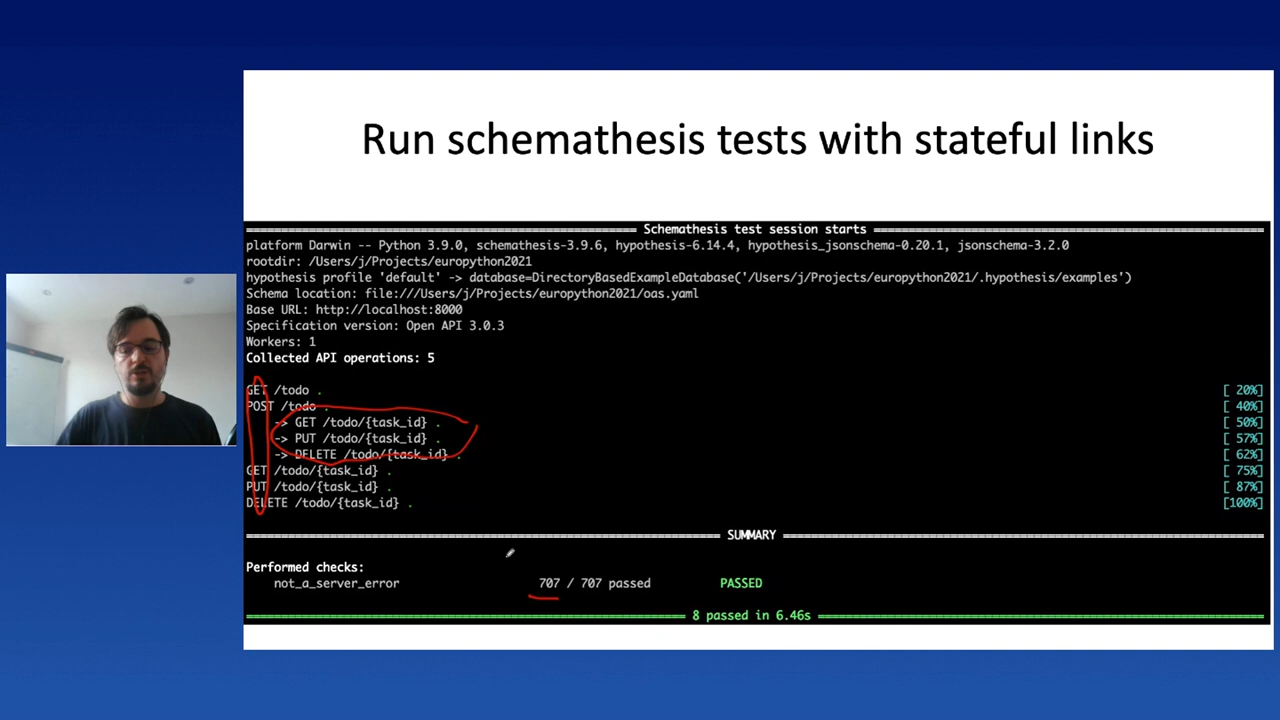 Run schemathesis tests with stateful links
Schemathesis test session starts
platform Darwin -- Python 3.9.0, schemathesis-3.9.6, hypothesis-6.14.4, hypothesis_jsonschema-0.20.1, jsonschema-3.2.0
rootdir: /Users/j/Projects/europython2021
hypothesis profile 'default' -> database=DirectoryBasedExampleDatabase('/Users/j/Projects/europython2021/.hypothesis/examples')
Schema location: file:///Users/j/Projects/europython2021/oas.yaml
Base URL: http://localhost:8000
Specification version: Open API 3.0.3
Workers: 1
Collected API operations: 5
GET /todo . [ 20%]
POST /todo . [ 40%]
-> GET /todo/{task_id} . [ 50%]
-> PUT /todo/{task_id} . [ 57%]
-> DELETE /todo/{task_id} . [ 62%]
GET /todo/{task_id} . [ 75%]
PUT /todo/{task_id} . [ 87%]
DELETE /todo/{task_id} . [100%]
SUMMARY
Performed checks:
not_a_server_error 707 / 707 passed PASSED
8 passed in 6.46s